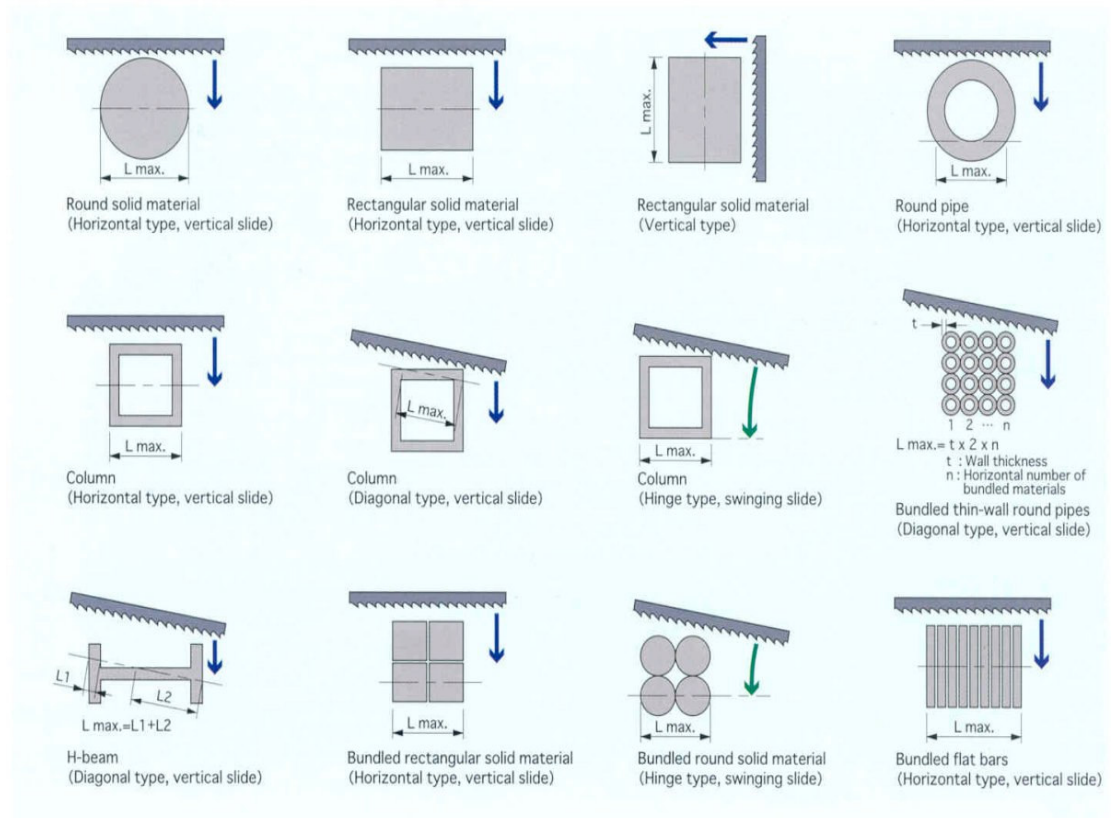 L max.
Round solid material
(Horizontal type, vertical slide)
L max.
Rectangular solid material
(Horizontal type, vertical slide)
L max.
Rectangular solid material
(Vertical type)
L max.
Round pipe
(Horizontal type, vertical slide)
L max.
Column
(Horizontal type, vertical slide)
L max.
Column
(Diagonal type, vertical slide)
L max.
Column
(Hinge type, swinging slide)
t
1 2 ··· n
L max.= t x 2 x n
t : Wall thickness
n : Horizontal number of
bundled materials
Bundled thin-wall round pipes
(Diagonal type, vertical slide)
L1
L2
L max.=L1+L2
H-beam
(Diagonal type, vertical slide)
L max.
Bundled rectangular solid material
(Horizontal type, vertical slide)
L max.
Bundled round solid material
(Hinge type, swinging slide)
L max.
Bundled flat bars
(Horizontal type, vertical slide)